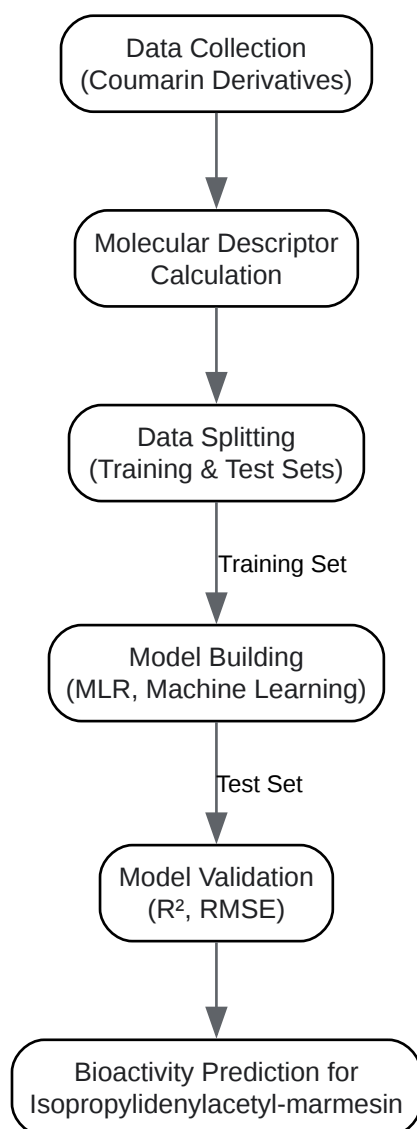 Data Collection
(Coumarin Derivatives)
Molecular Descriptor
Calculation
Data Splitting
(Training & Test Sets)
Training Set
Model Building
(MLR, Machine Learning)
Test Set
Model Validation
(R², RMSE)
Bioactivity Prediction for
Isopropylidenylacetyl-marmesin